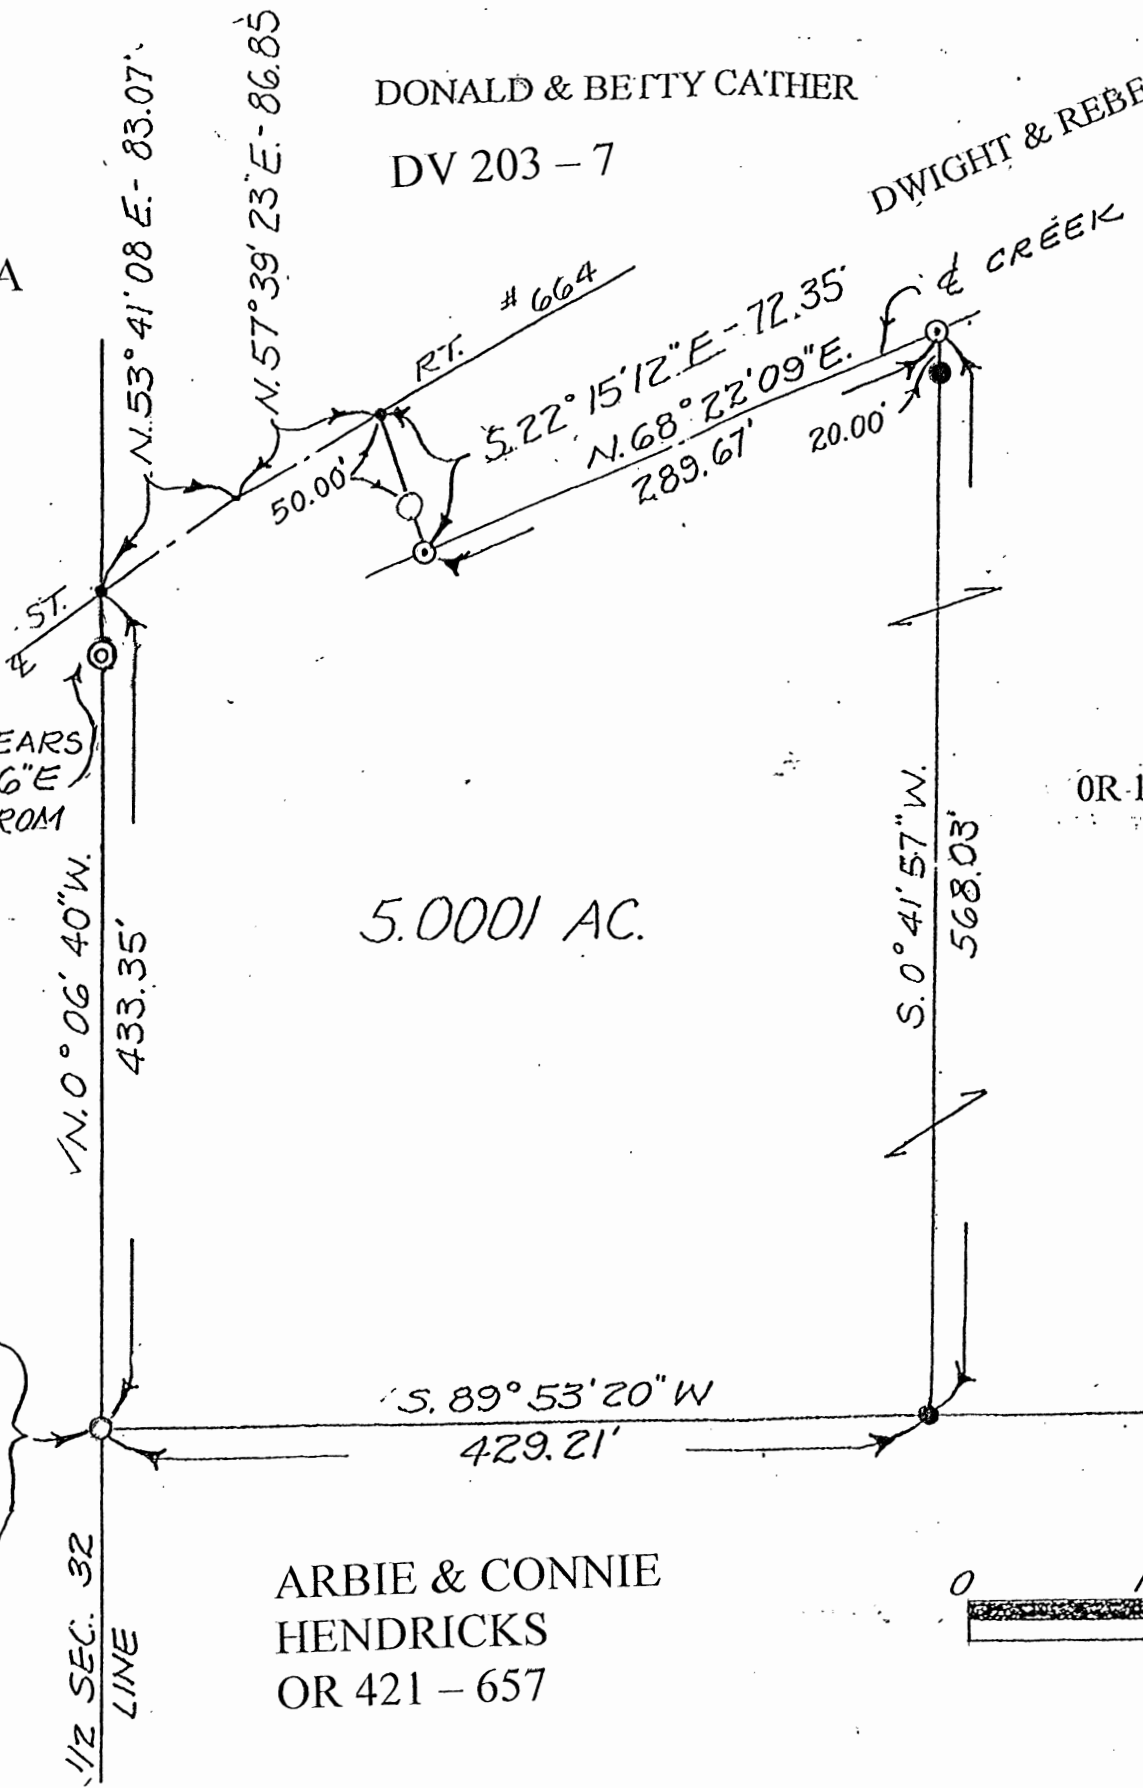 DONALD & BETTY CATHER
DV 203 – 7
DWIGHT & REBE
A
N.53° 41' 08 E.- 83.07'
N.57°39' 23"E.- 86.85
RT. # 664
S.22° 15'12" E - 72.35'
℄ CREEK
N.68°22'09"E.
289.67'
20.00'
50.00'
℄ ST.
EARS
6"E
ROM
OR 1
N.0° 06' 40"W.
433.35'
5.0001 AC.
S. 0° 41' 57" W.
568.03'
S. 89° 53' 20" W
429.21'
1/2 SEC. 32
LINE
ARBIE & CONNIE
HENDRICKS
OR 421 – 657
0